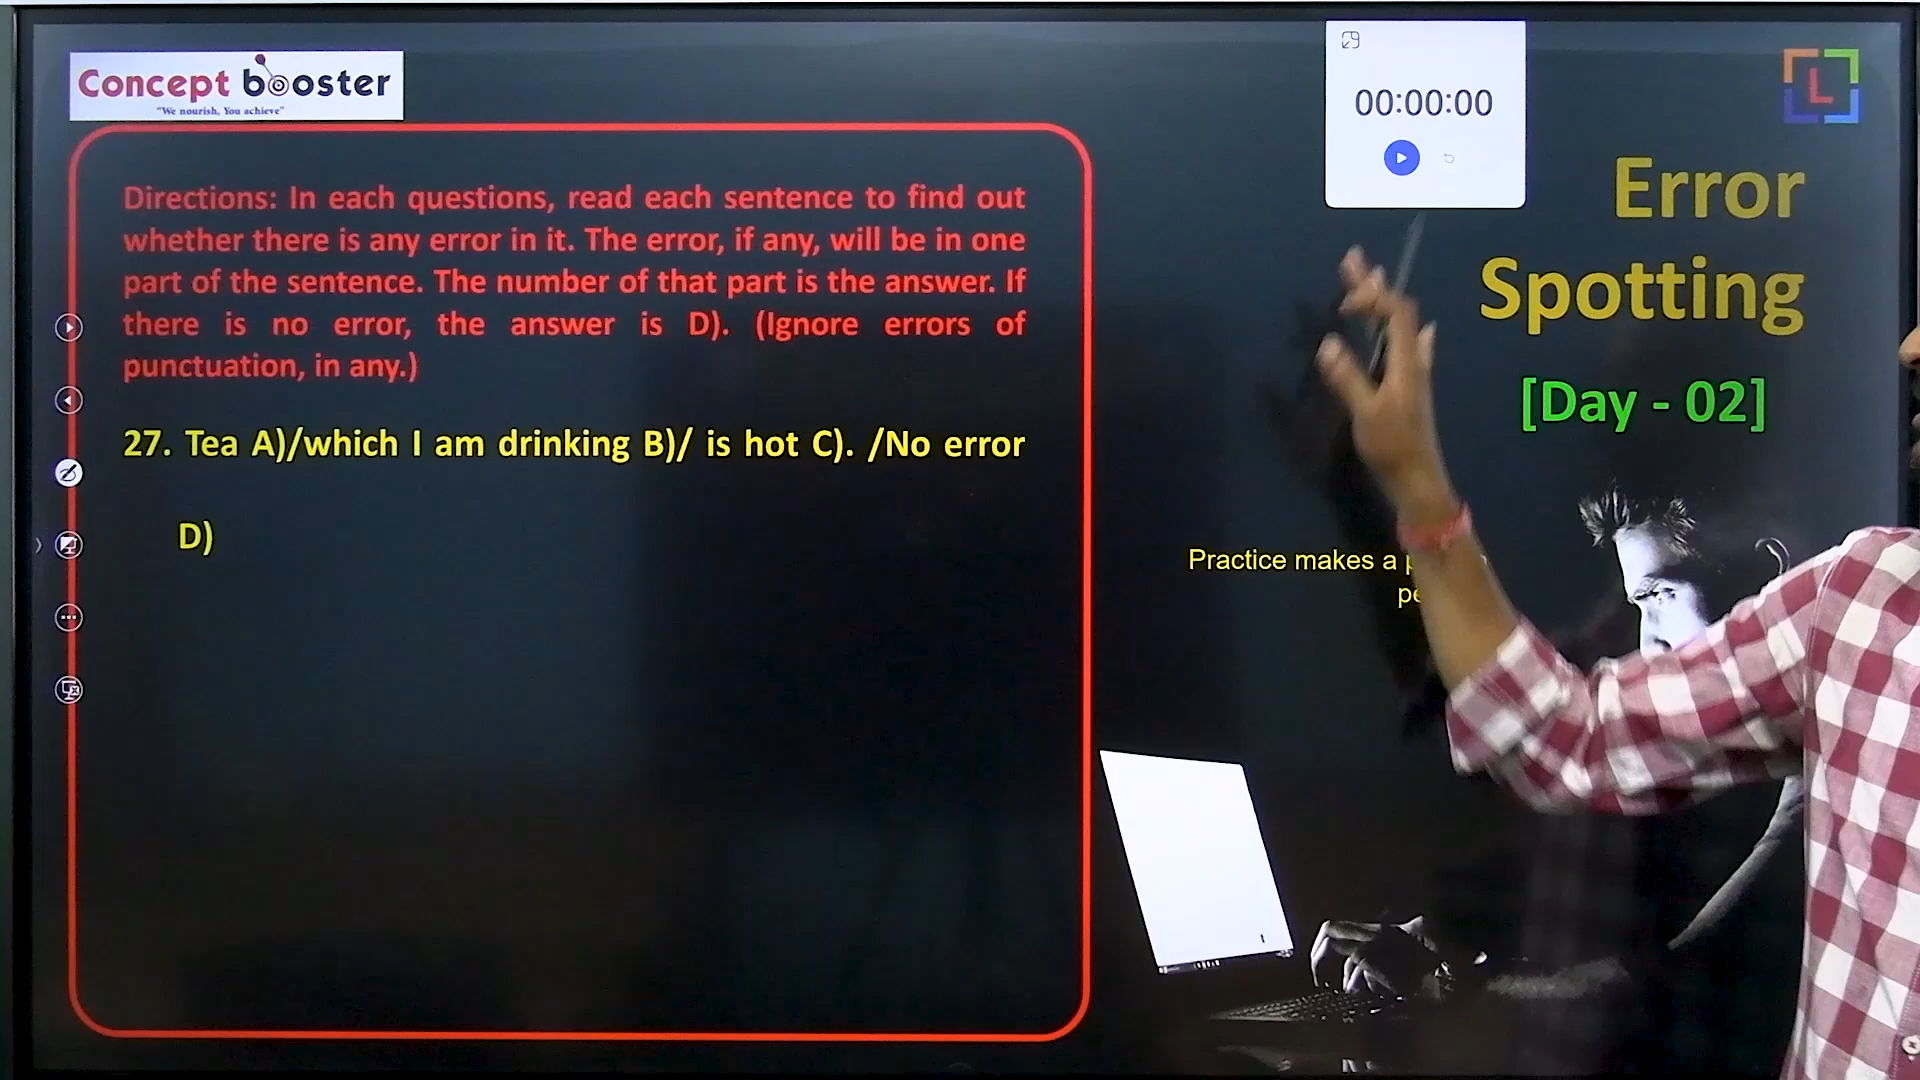 Concept booster
"We nourish, You achieve"
00:00:00
L
Error
Spotting
[Day - 02]
Directions: In each questions, read each sentence to find out
whether there is any error in it. The error, if any, will be in one
part of the sentence. The number of that part is the answer. If
there is no error, the answer is D). (Ignore errors of
punctuation, in any.)
27. Tea A)/which I am drinking B)/ is hot C). /No error
D)
Practice makes a